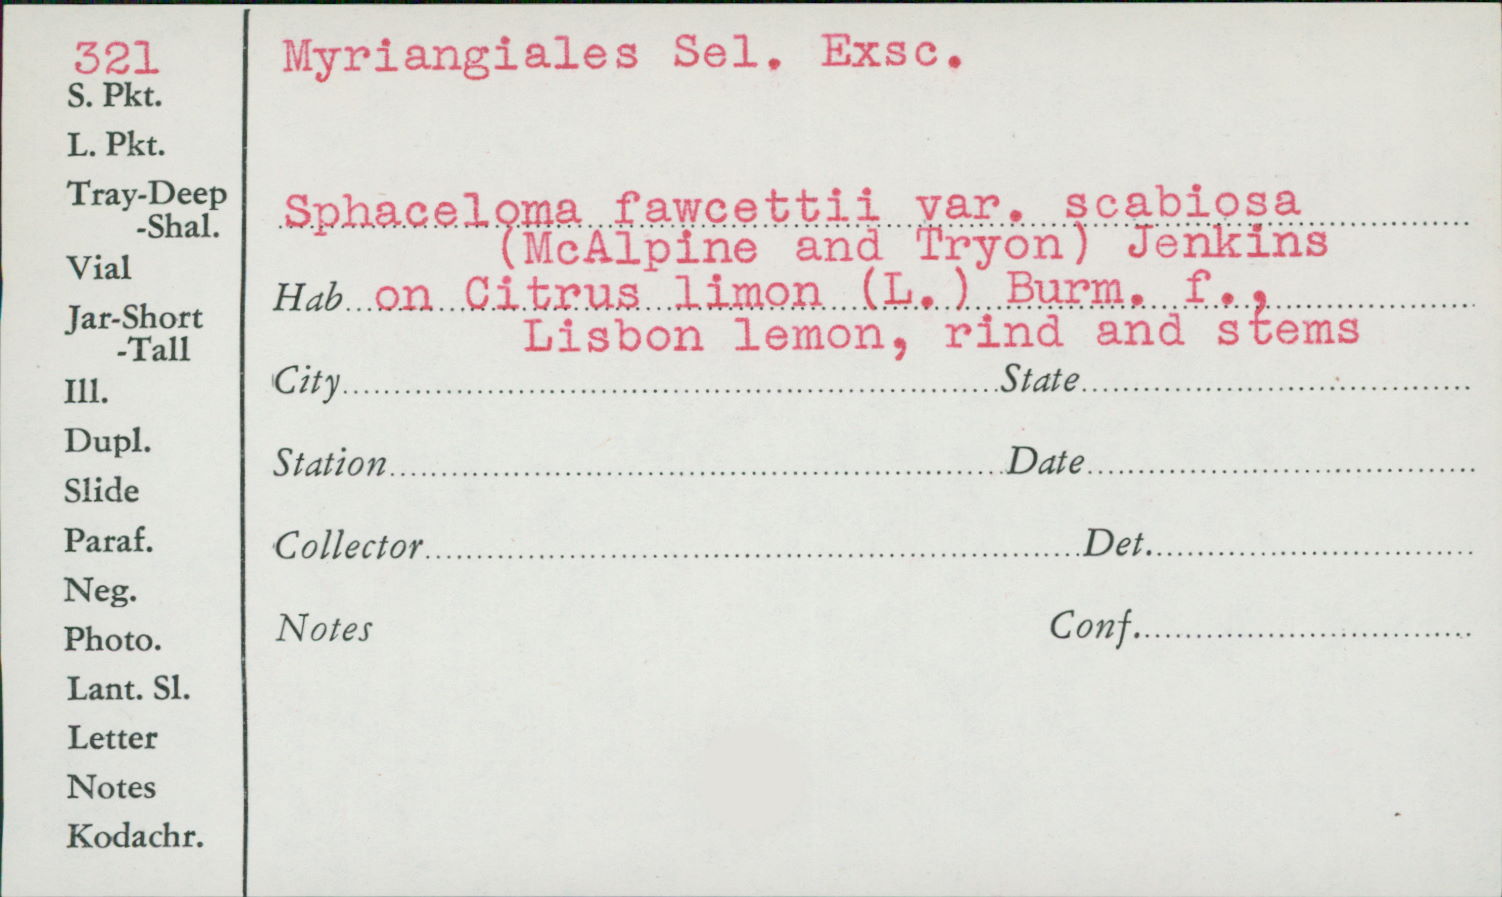 321
S. Pkt.
L. Pkt.
Tray-Deep
-Shal.
Vial
Jar-Short
-Tall
Ill.
Dupl.
Slide
Paraf.
Neg.
Photo.
Lant. Sl.
Letter
Notes
Kodachr.
Myriangiales Sel. Exsc.
Sphaceloma fawcettii var. scabiosa
(McAlpine and Tryon) Jenkins
Hab on Citrus limon (L.) Burm. f.,
Lisbon lemon, rind and stems
City State
Station Date
Collector Det.
Notes Conf.